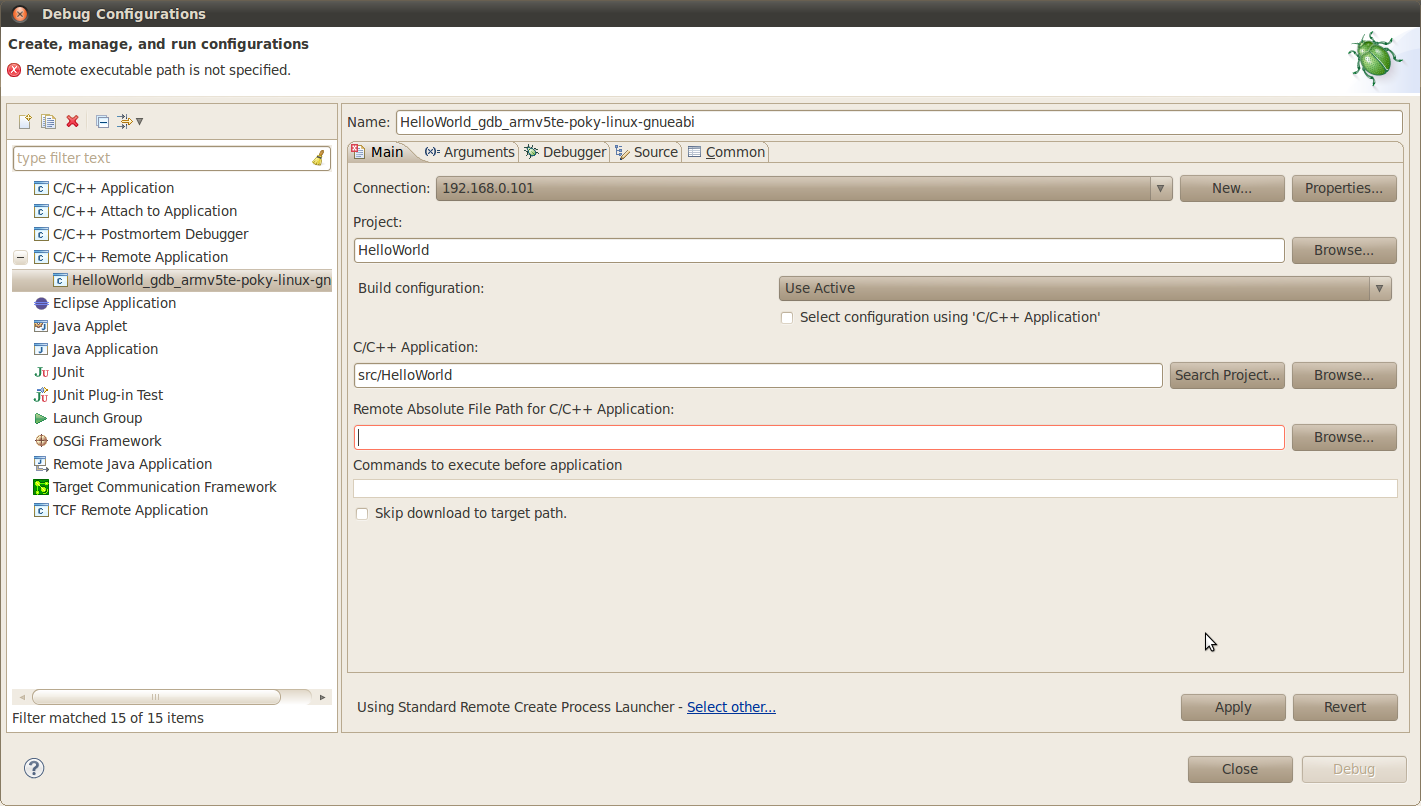 Debug Configurations
Create, manage, and run configurations
Remote executable path is not specified.
type filter text
C/C++ Application
C/C++ Attach to Application
C/C++ Postmortem Debugger
C/C++ Remote Application
HelloWorld_gdb_armv5te-poky-linux-gn
Eclipse Application
Java Applet
Java Application
JUnit
JUnit Plug-in Test
Launch Group
OSGi Framework
Remote Java Application
Target Communication Framework
TCF Remote Application
Filter matched 15 of 15 items
Name: HelloWorld_gdb_armv5te-poky-linux-gnueabi
Main Arguments Debugger Source Common
Connection: 192.168.0.101 New... Properties...
Project:
HelloWorld Browse...
Build configuration: Use Active
Select configuration using 'C/C++ Application'
C/C++ Application:
src/HelloWorld Search Project... Browse...
Remote Absolute File Path for C/C++ Application:
Browse...
Commands to execute before application
Skip download to target path.
Using Standard Remote Create Process Launcher - Select other... Apply Revert
? Close Debug